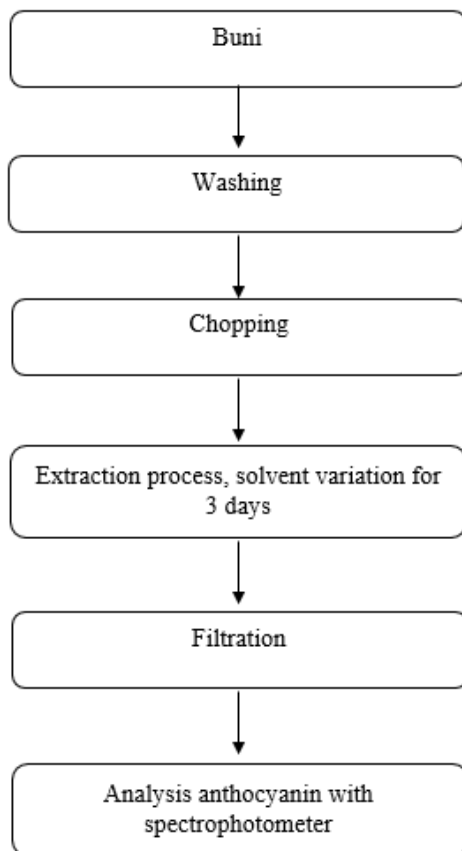 Buni
Washing
Chopping
Extraction process, solvent variation for
3 days
Filtration
Analysis anthocyanin with
spectrophotometer